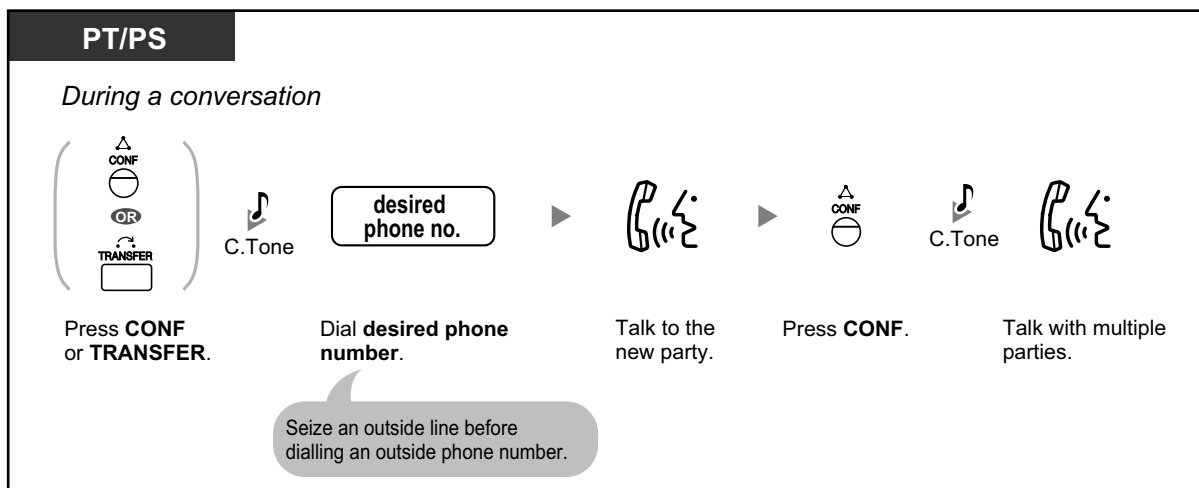 PT/PS
During a conversation
CONF
OR
TRANSFER
C.Tone
desired
phone no.
CONF
C.Tone
Press CONF
or TRANSFER.
Dial desired phone
number.
Talk to the
new party.
Press CONF.
Talk with multiple
parties.
Seize an outside line before
dialling an outside phone number.